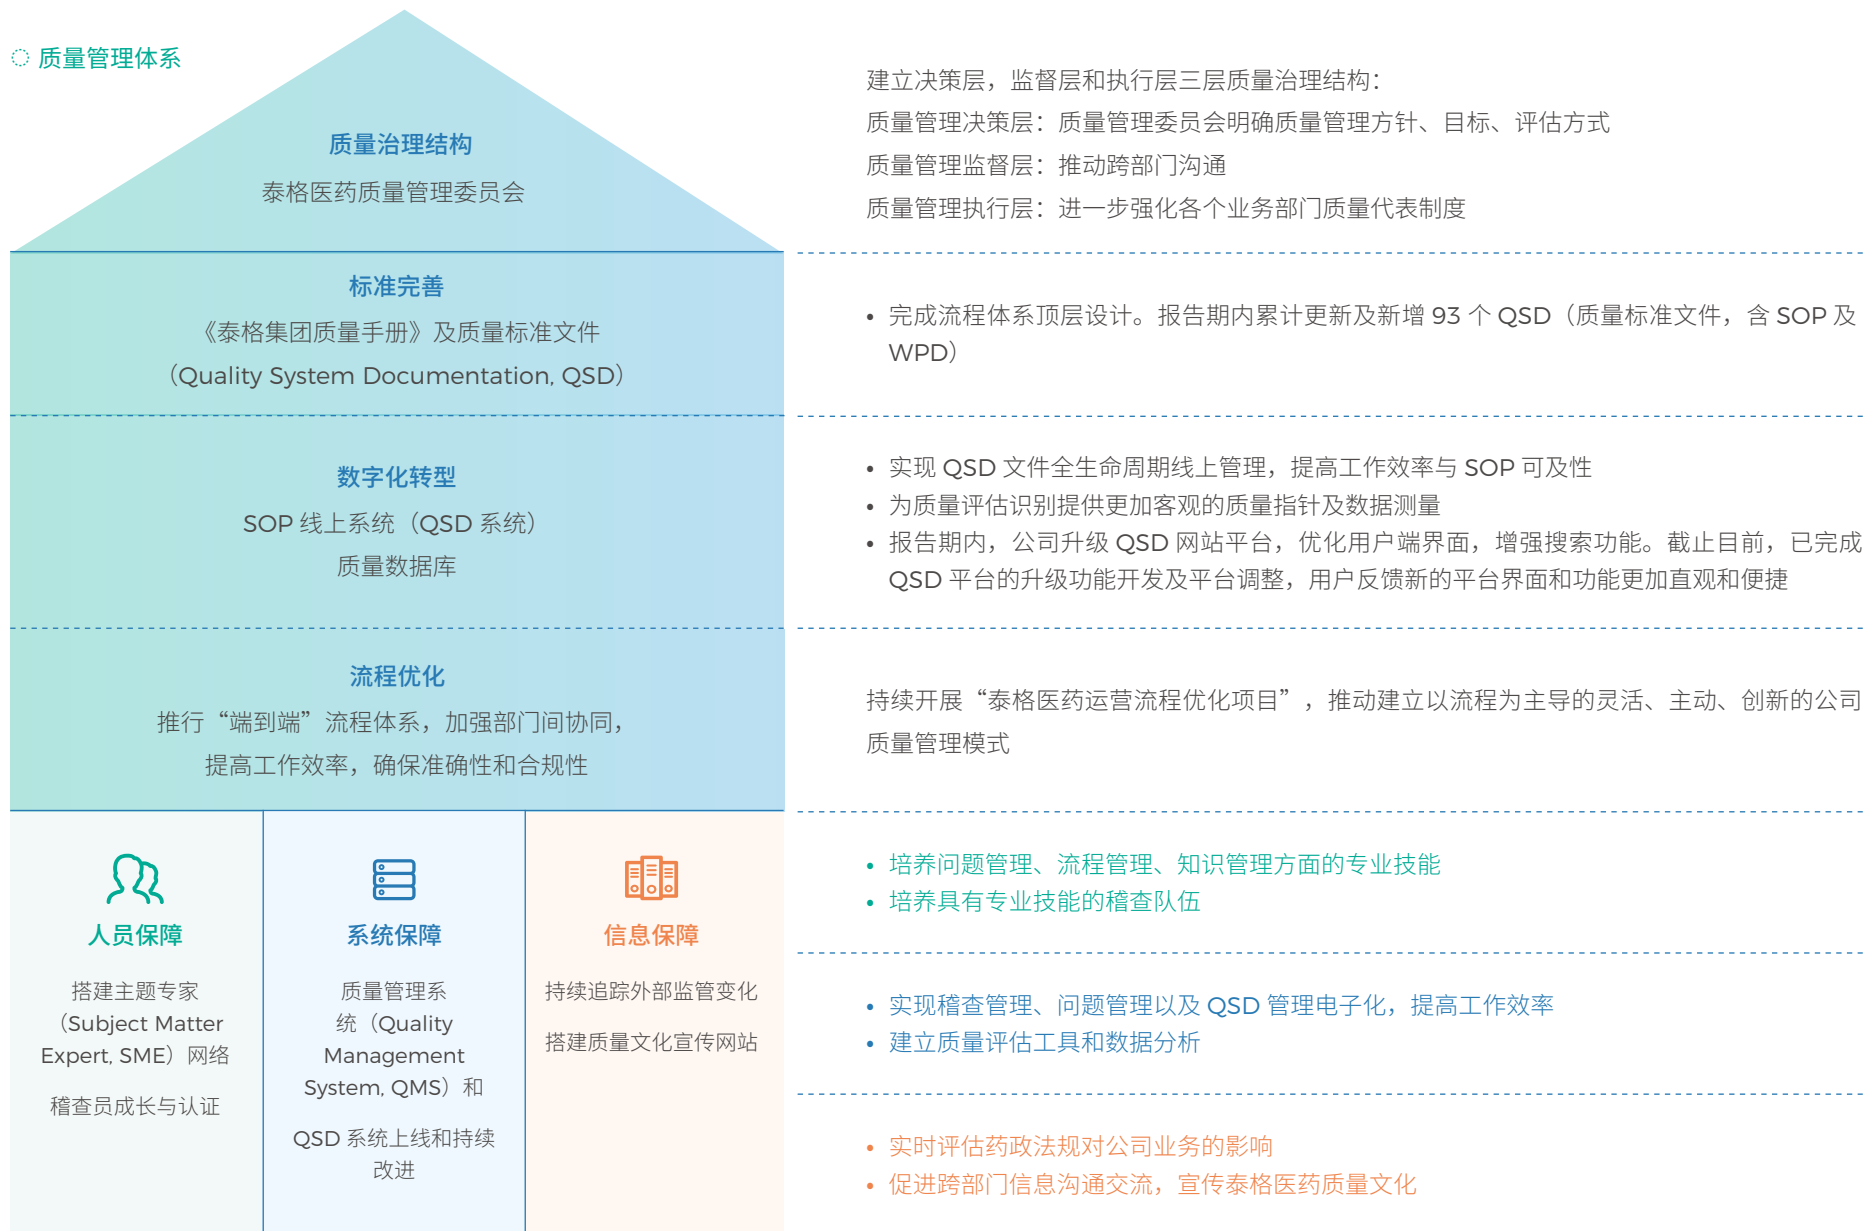 质量管理体系
质量治理结构
泰格医药质量管理委员会
建立决策层，监督层和执行层三层质量治理结构：
质量管理决策层：质量管理委员会明确质量管理方针、目标、评估方式
质量管理监督层：推动跨部门沟通
质量管理执行层：进一步强化各个业务部门质量代表制度
标准完善
《泰格集团质量手册》及质量标准文件
（Quality System Documentation, QSD）
• 完成流程体系顶层设计。报告期内累计更新及新增 93 个 QSD（质量标准文件，含 SOP 及
WPD）
数字化转型
SOP 线上系统（QSD 系统）
质量数据库
• 实现 QSD 文件全生命周期线上管理，提高工作效率与 SOP 可及性
• 为质量评估识别提供更加客观的质量指针及数据测量
• 报告期内，公司升级 QSD 网站平台，优化用户端界面，增强搜索功能。截止目前，已完成
QSD 平台的升级功能开发及平台调整，用户反馈新的平台界面和功能更加直观和便捷
流程优化
推行“端到端”流程体系，加强部门间协同，
提高工作效率，确保准确性和合规性
持续开展“泰格医药运营流程优化项目”，推动建立以流程为主导的灵活、主动、创新的公司
质量管理模式
人员保障
搭建主题专家
（Subject Matter
Expert, SME）网络
稽查员成长与认证
系统保障
质量管理系
统（Quality
Management
System, QMS）和
QSD 系统上线和持续
改进
信息保障
持续追踪外部监管变化
搭建质量文化宣传网站
• 培养问题管理、流程管理、知识管理方面的专业技能
• 培养具有专业技能的稽查队伍
• 实现稽查管理、问题管理以及 QSD 管理电子化，提高工作效率
• 建立质量评估工具和数据分析
• 实时评估药政法规对公司业务的影响
• 促进跨部门信息沟通交流，宣传泰格医药质量文化